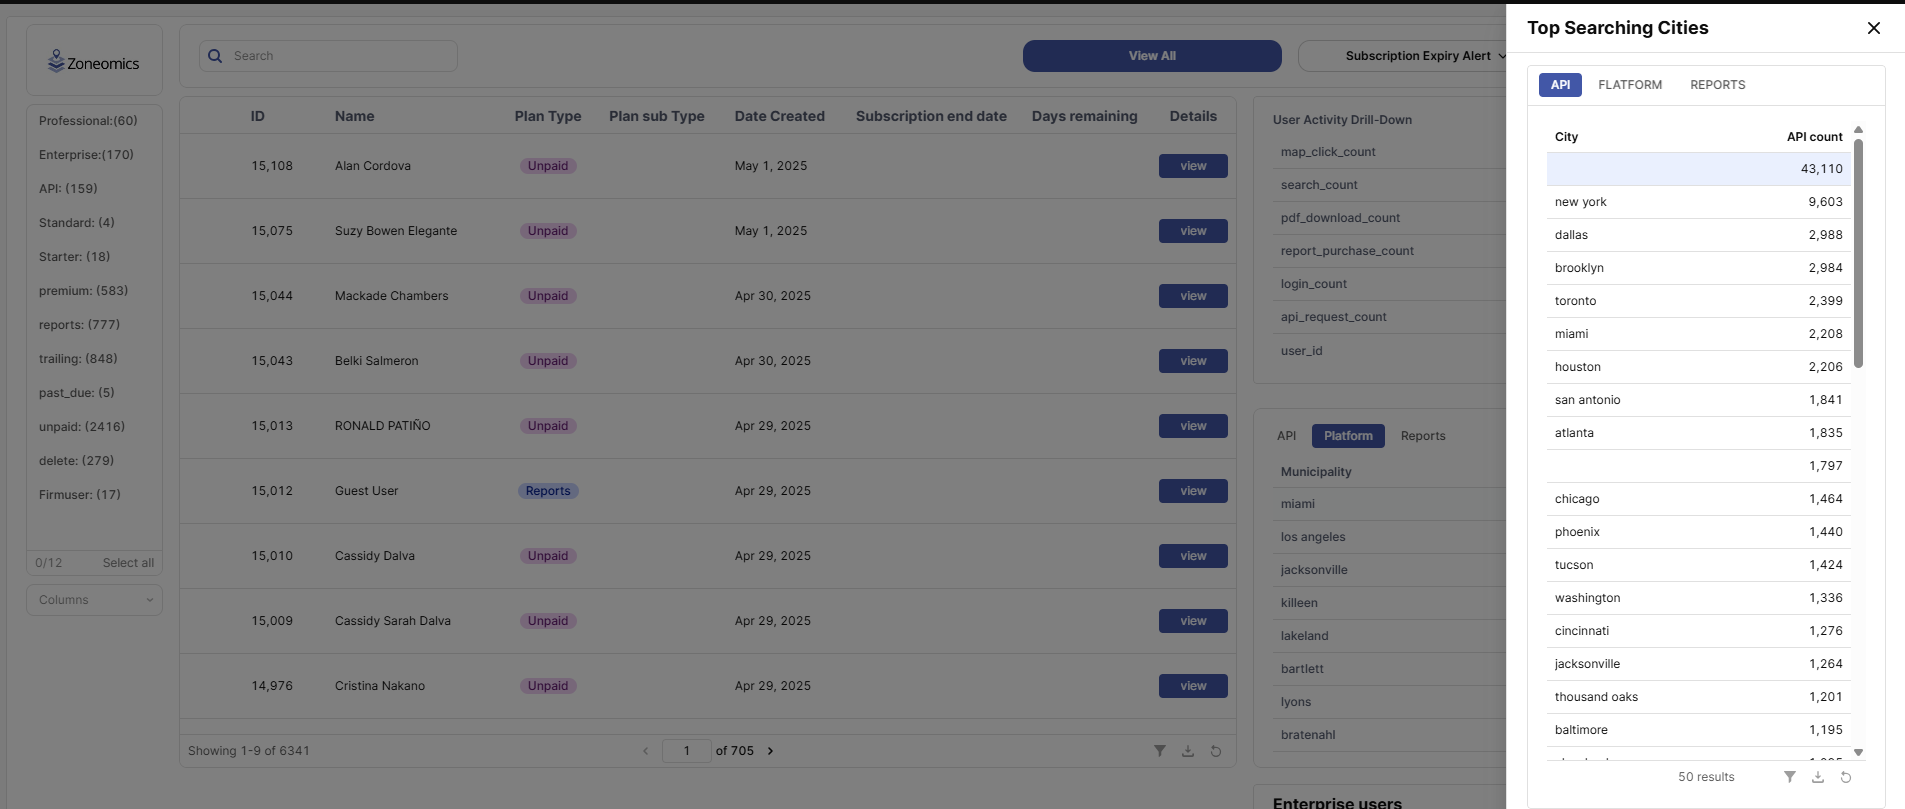 Zoneomics
Professional:(60)
Enterprise:(170)
API: (159)
Standard: (4)
Starter: (18)
premium: (583)
reports: (777)
trailing: (848)
past_due: (5)
unpaid: (2416)
delete: (279)
Firmuser: (17)
0/12 Select all
Columns
Search
View All
Subscription Expiry Alert
ID Name Plan Type Plan sub Type Date Created Subscription end date Days remaining Details
15,108 Alan Cordova Unpaid May 1, 2025 view
15,075 Suzy Bowen Elegante Unpaid May 1, 2025 view
15,044 Mackade Chambers Unpaid Apr 30, 2025 view
15,043 Belki Salmeron Unpaid Apr 30, 2025 view
15,013 RONALD PATIÑO Unpaid Apr 29, 2025 view
15,012 Guest User Reports Apr 29, 2025 view
15,010 Cassidy Dalva Unpaid Apr 29, 2025 view
15,009 Cassidy Sarah Dalva Unpaid Apr 29, 2025 view
14,976 Cristina Nakano Unpaid Apr 29, 2025 view
Showing 1-9 of 6341
1 of 705
User Activity Drill-Down
map_click_count
search_count
pdf_download_count
report_purchase_count
login_count
api_request_count
user_id
API Platform Reports
Municipality
miami
los angeles
jacksonville
killeen
lakeland
bartlett
lyons
bratenahl
Enterprise users
Top Searching Cities
API FLATFORM REPORTS
City API count
43,110
new york 9,603
dallas 2,988
brooklyn 2,984
toronto 2,399
miami 2,208
houston 2,206
san antonio 1,841
atlanta 1,835
1,797
chicago 1,464
phoenix 1,440
tucson 1,424
washington 1,336
cincinnati 1,276
jacksonville 1,264
thousand oaks 1,201
baltimore 1,195
50 results